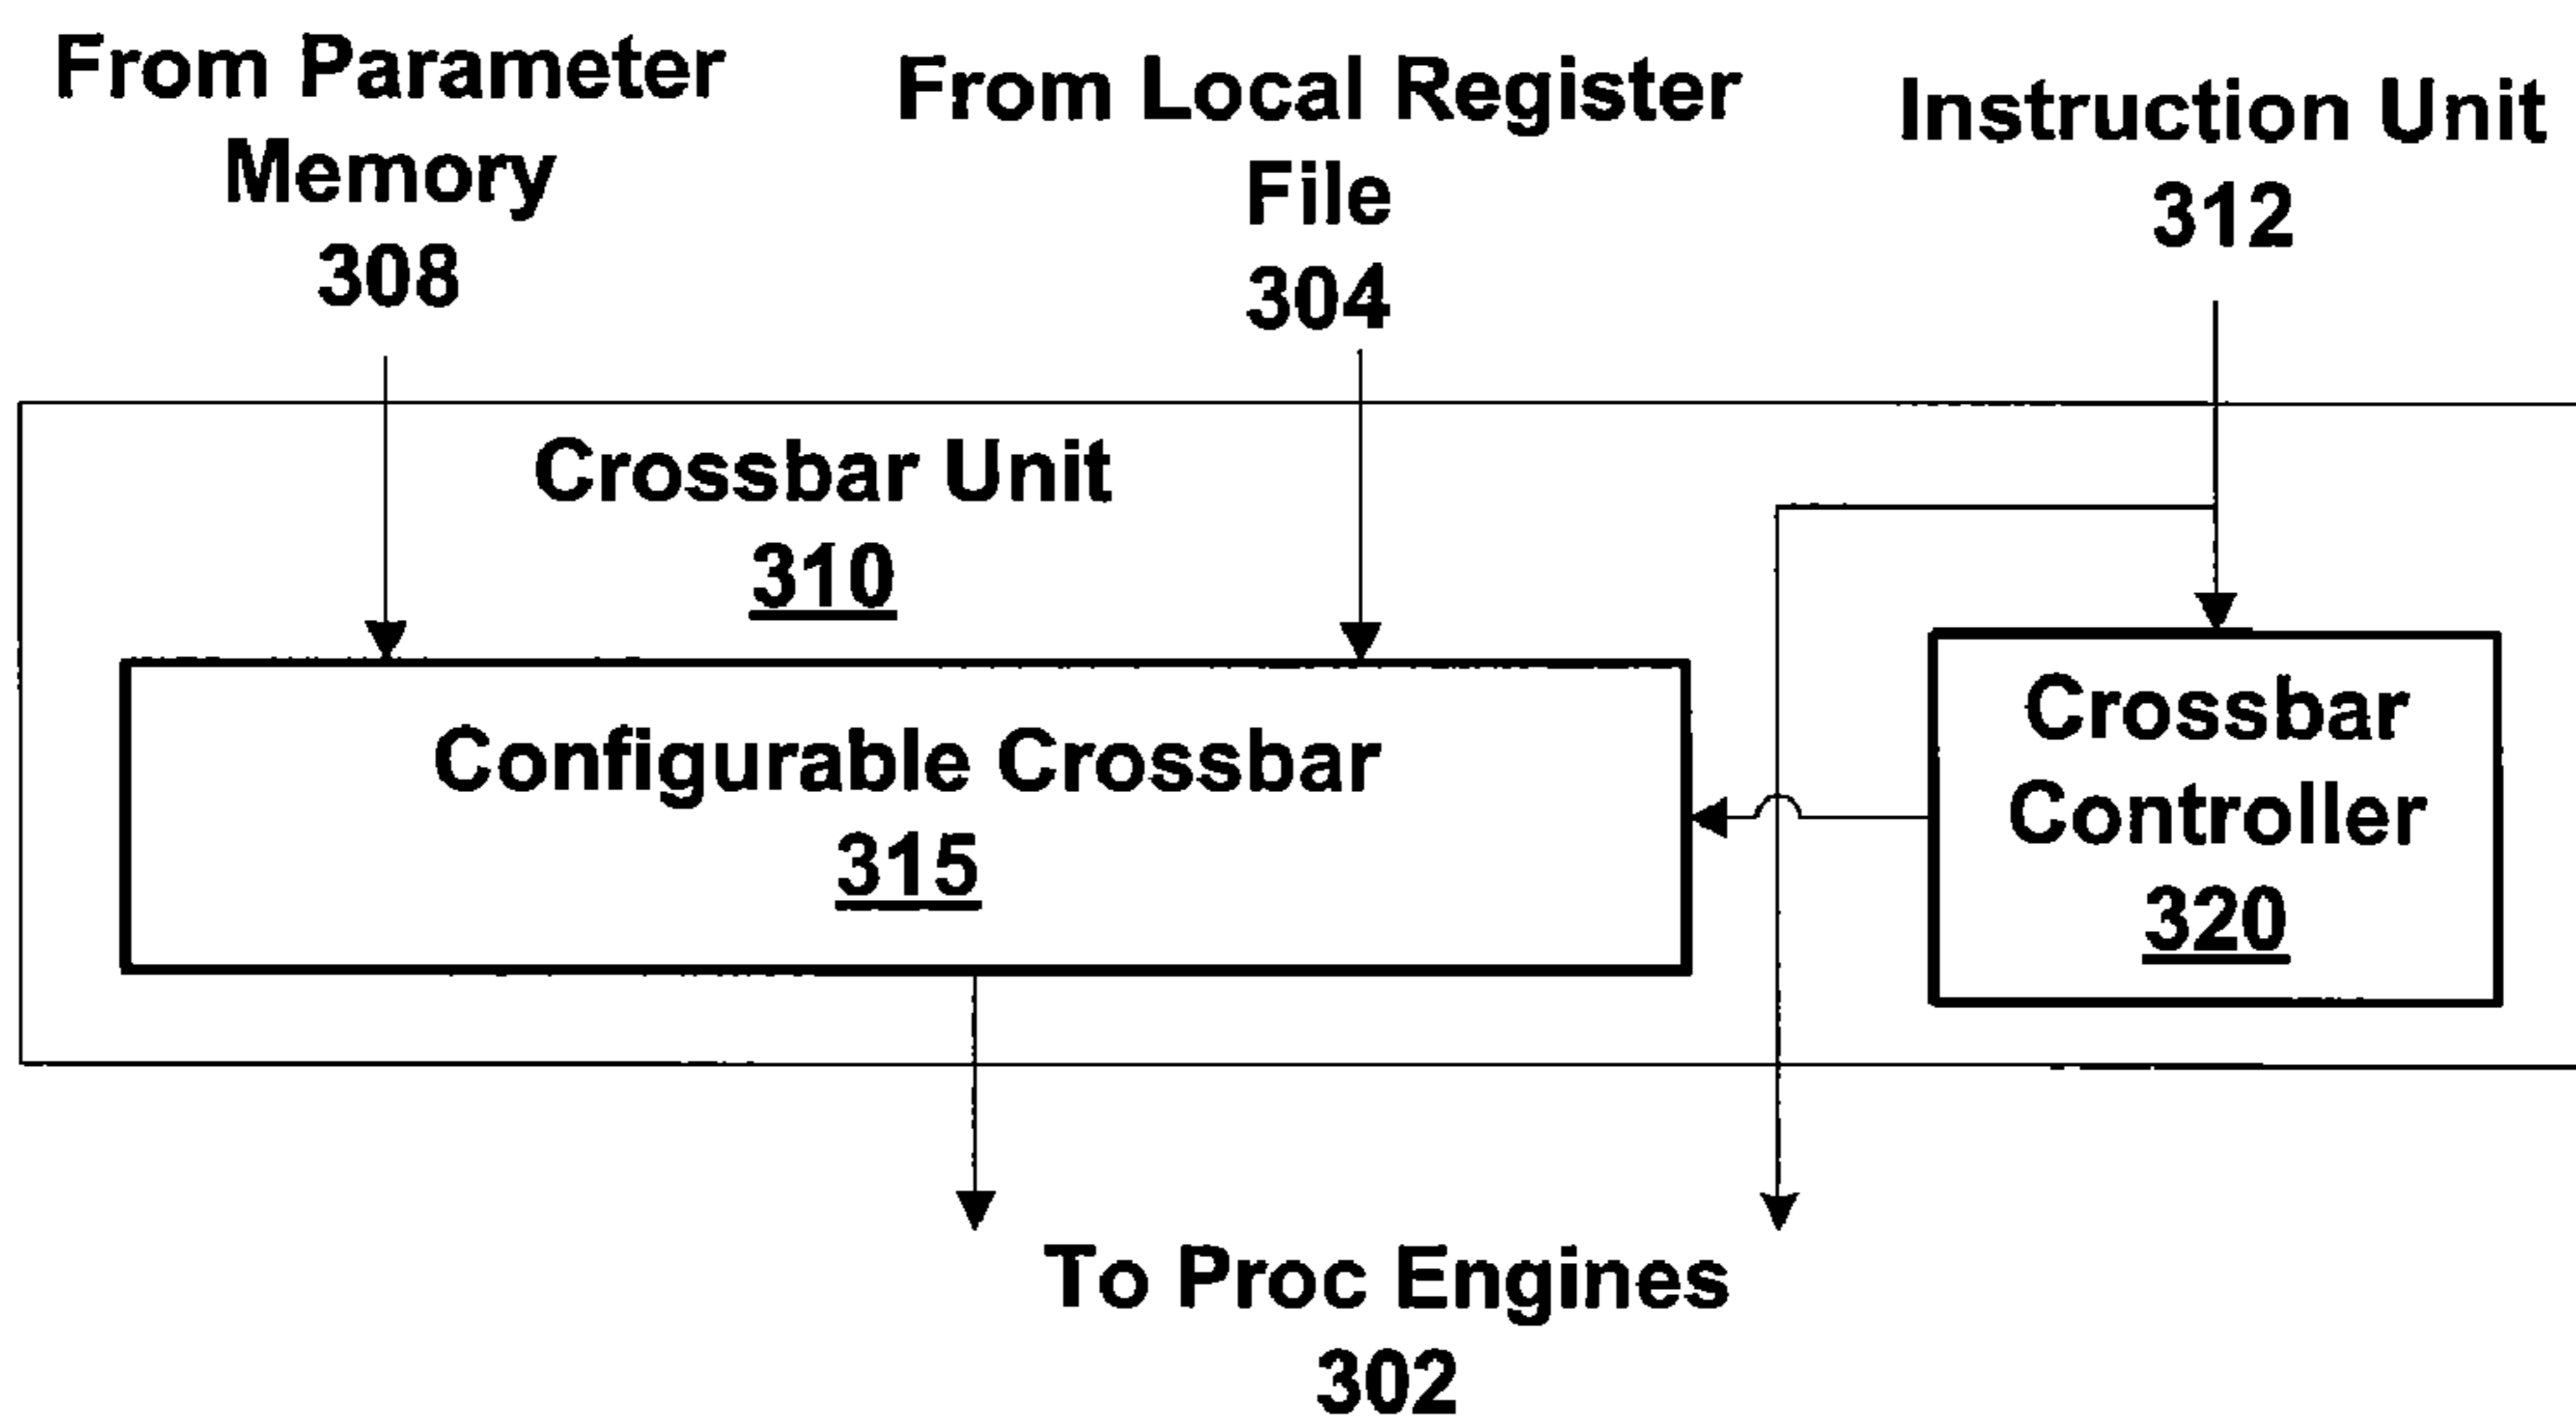 From Parameter
Memory
308
From Local Register
File
304
Instruction Unit
312
Crossbar Unit
310
Configurable Crossbar
315
Crossbar
Controller
320
To Proc Engines
302